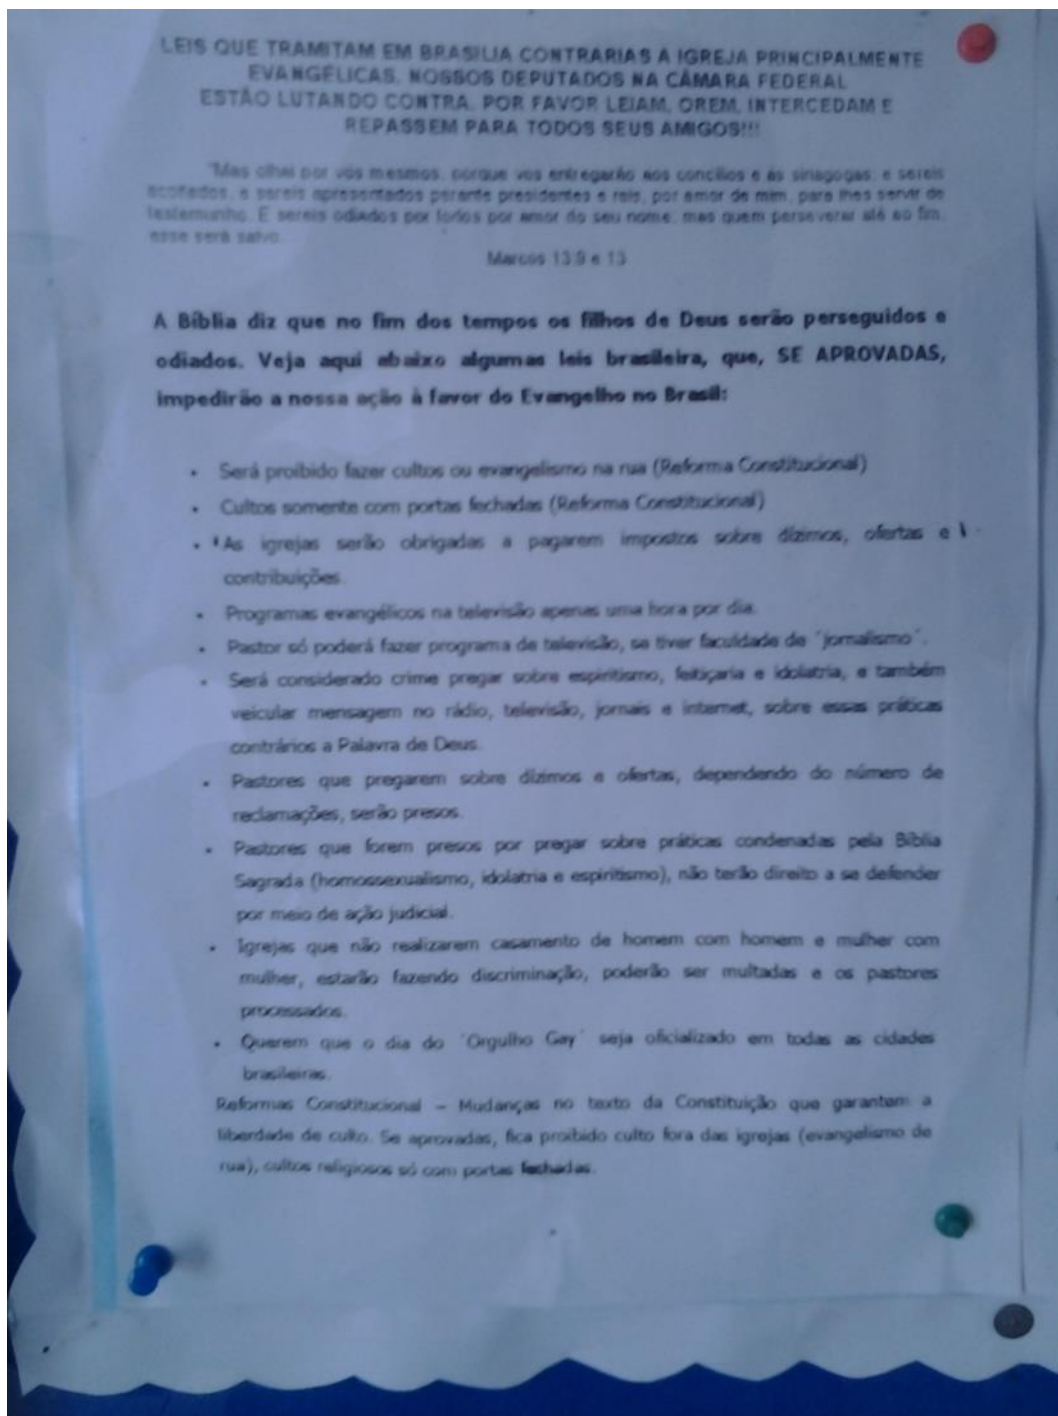 LEIS QUE TRAMITAM EM BRASILIA CONTRARIAS A IGREJA PRINCIPALMENTE
EVANGÉLICAS. NOSSOS DEPUTADOS NA CÂMARA FEDERAL
ESTÃO LUTANDO CONTRA. POR FAVOR LEIAM, OREM, INTERCEDAM E
REPASSEM PARA TODOS SEUS AMIGOS!!!
"Mas olhai por vós mesmos, porque vos entregarão aos concílios e às sinagogas; e sereis
açoitados, e sereis apresentados perante presidentes e reis, por amor de mim, para lhes servir de
testemunho. E sereis odiados por todos por amor do seu nome; mas quem perseverar até ao fim,
esse será salvo.
Marcos 13:9 e 13
A Bíblia diz que no fim dos tempos os filhos de Deus serão perseguidos e
odiados. Veja aqui abaixo algumas leis brasileira, que, SE APROVADAS,
impedirão a nossa ação à favor do Evangelho no Brasil:
• Será proibido fazer cultos ou evangelismo na rua (Reforma Constitucional)
• Cultos somente com portas fechadas (Reforma Constitucional)
• As igrejas serão obrigadas a pagarem impostos sobre dízimos, ofertas e
contribuições.
• Programas evangélicos na televisão apenas uma hora por dia.
• Pastor só poderá fazer programa de televisão, se tiver faculdade de ´jornalismo´.
• Será considerado crime pregar sobre espiritismo, feitiçaria e idolatria, e também
veicular mensagem no rádio, televisão, jornais e internet, sobre essas práticas
contrários a Palavra de Deus.
• Pastores que pregarem sobre dízimos e ofertas, dependendo do número de
reclamações, serão presos.
• Pastores que forem presos por pregar sobre práticas condenadas pela Bíblia
Sagrada (homossexualismo, idolatria e espiritismo), não terão direito a se defender
por meio de ação judicial.
• Igrejas que não realizarem casamento de homem com homem e mulher com
mulher, estarão fazendo discriminação, poderão ser multadas e os pastores
processados.
• Querem que o dia do ´Orgulho Gay´ seja oficializado em todas as cidades
brasileiras.
Reformas Constitucional – Mudanças no texto da Constituição que garantem a
liberdade de culto. Se aprovadas, fica proibido culto fora das igrejas (evangelismo de
rua), cultos religiosos só com portas fechadas.